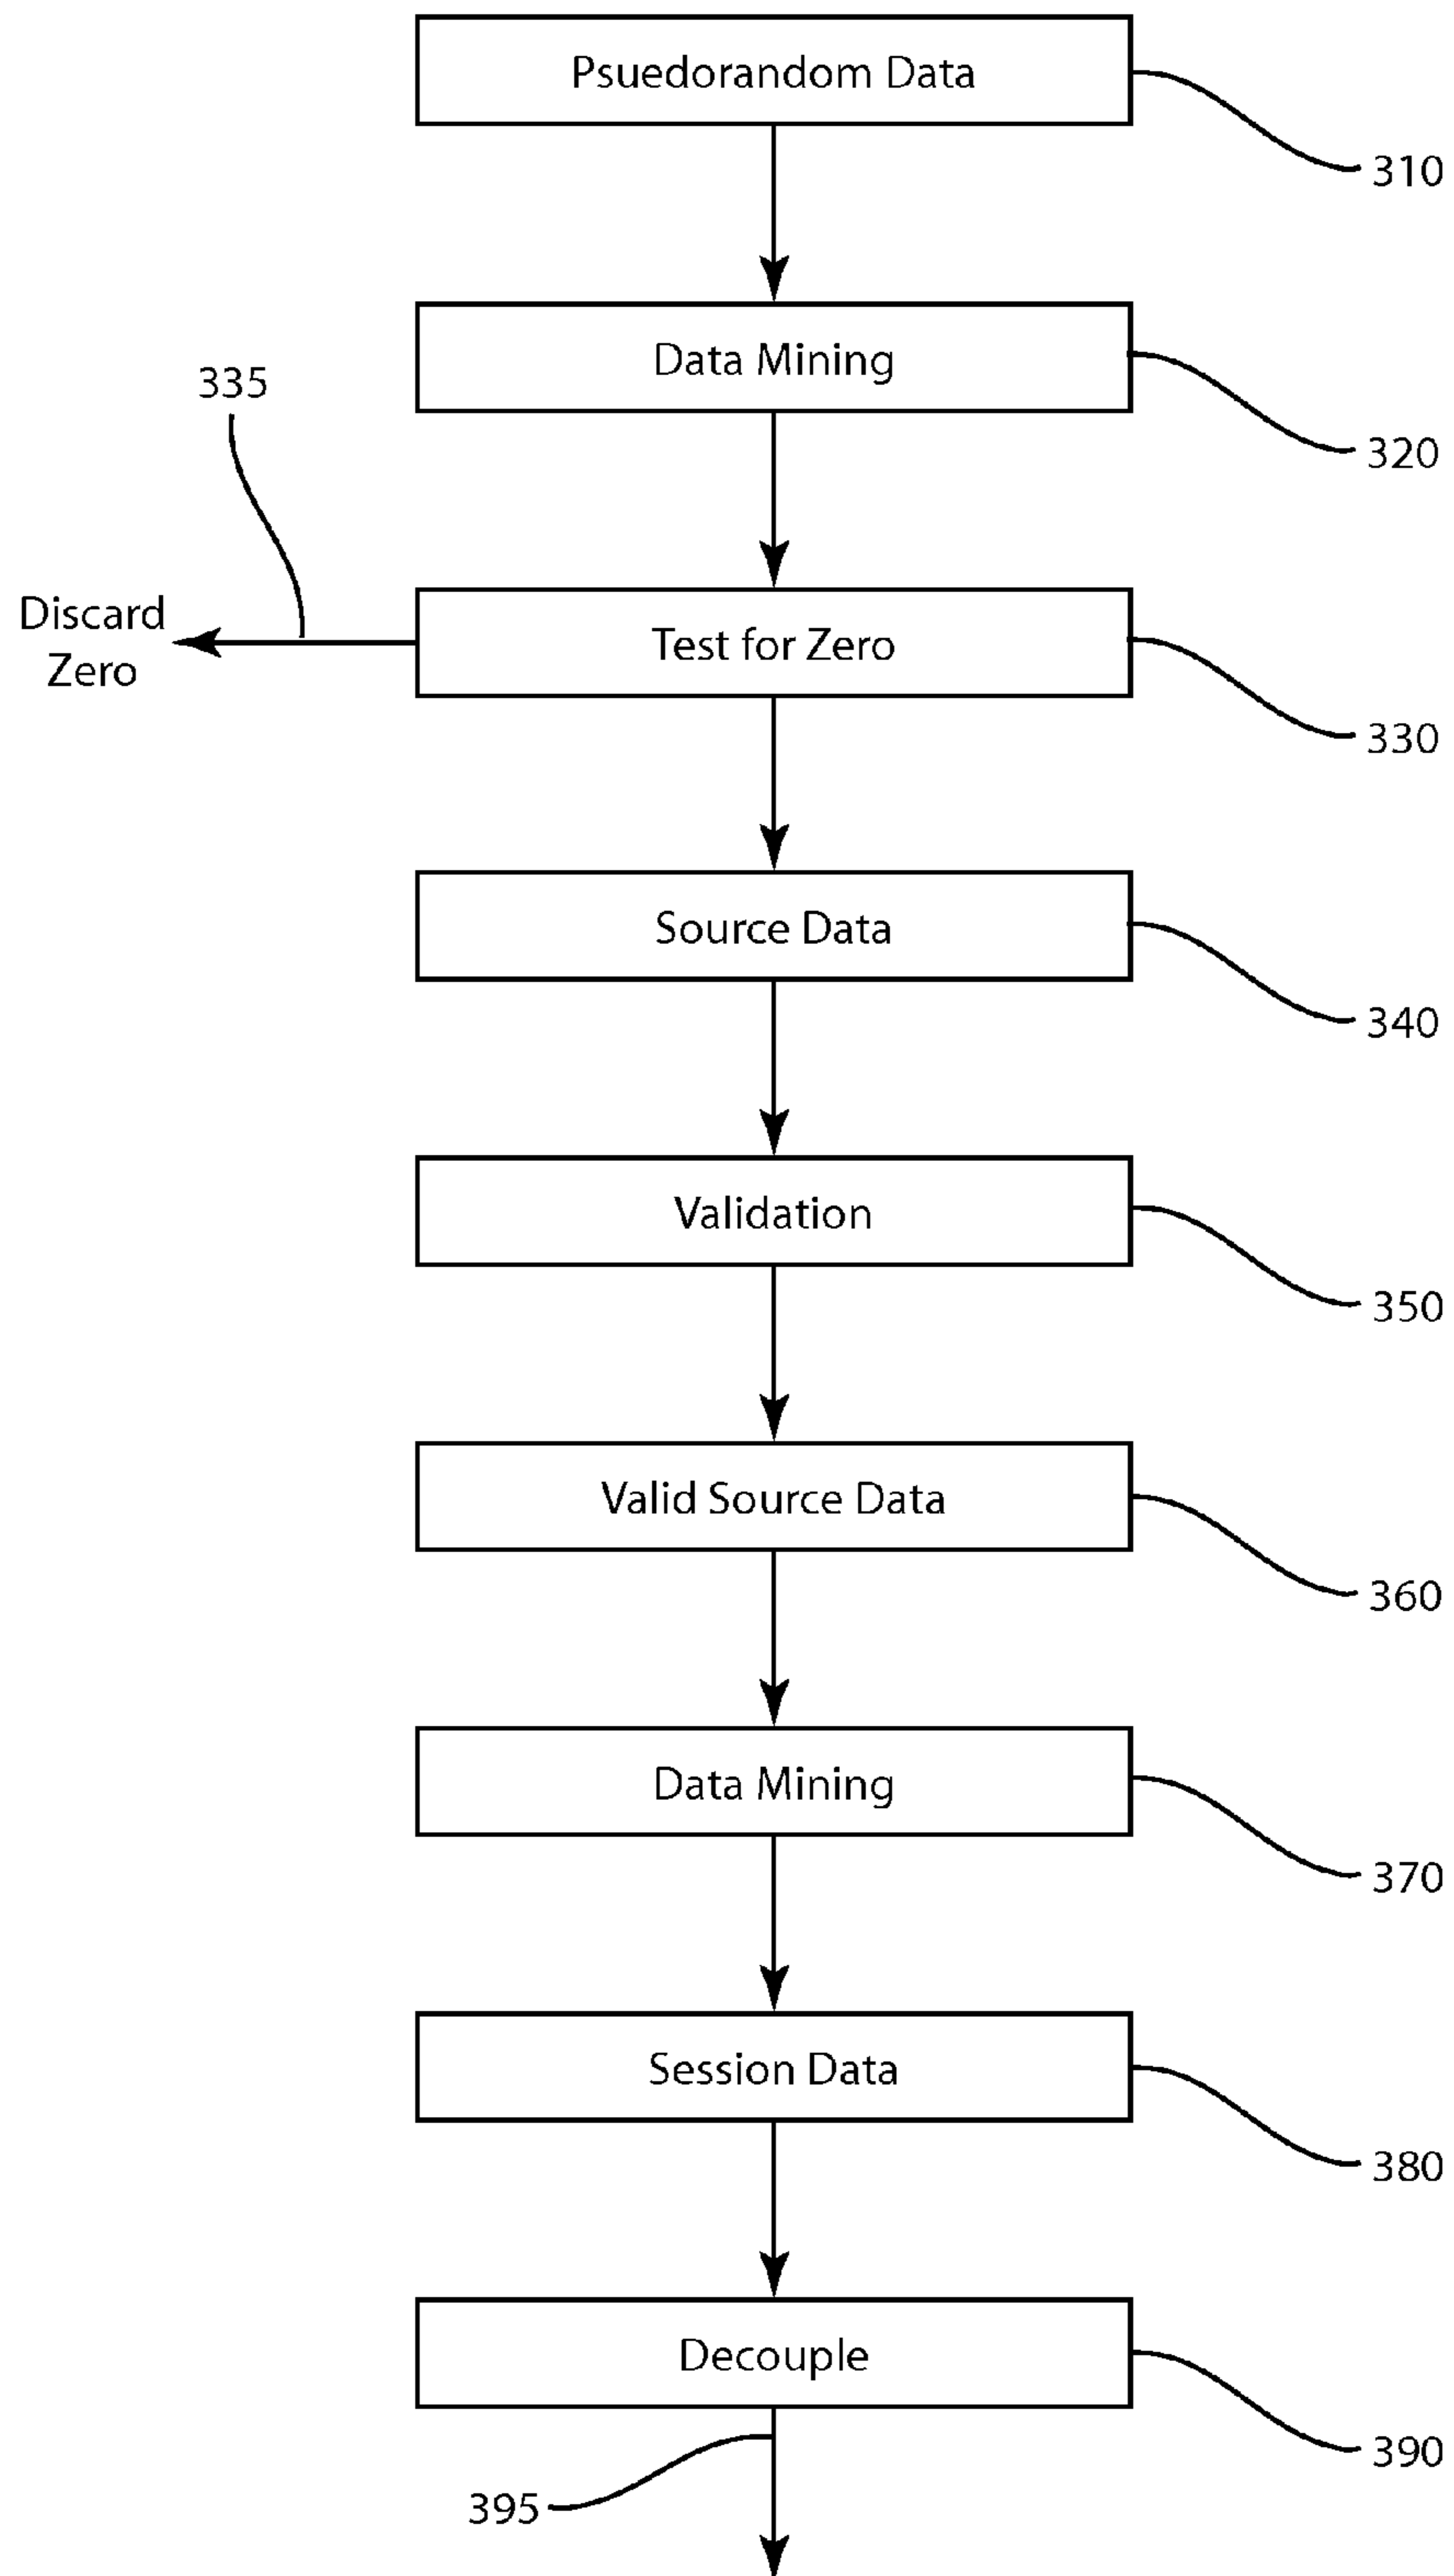 Psuedorandom Data
310
Data Mining
320
335
Discard
Zero
Test for Zero
330
Source Data
340
Validation
350
Valid Source Data
360
Data Mining
370
Session Data
380
Decouple
390
395